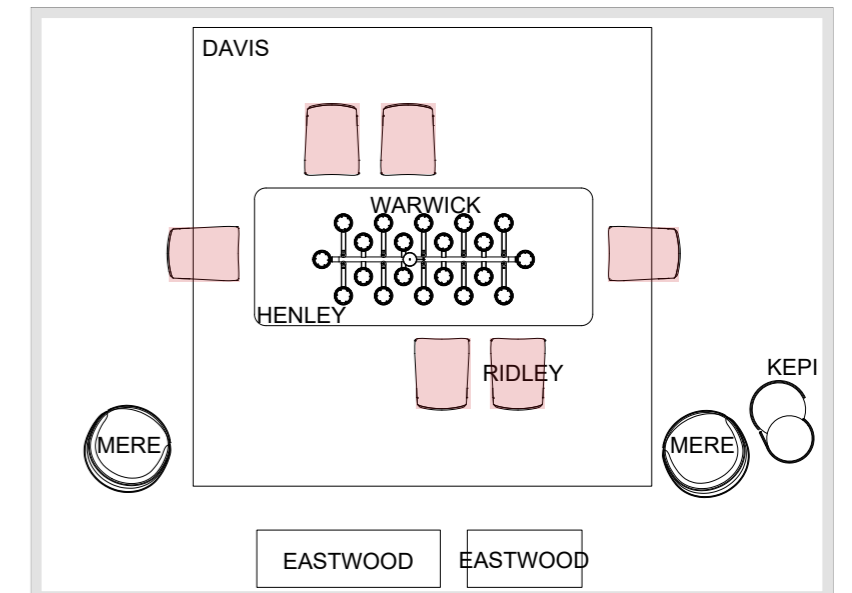 DAVIS
WARWICK
HENLEY
RIDLEY
KEPI
MERE
MERE
EASTWOOD
EASTWOOD